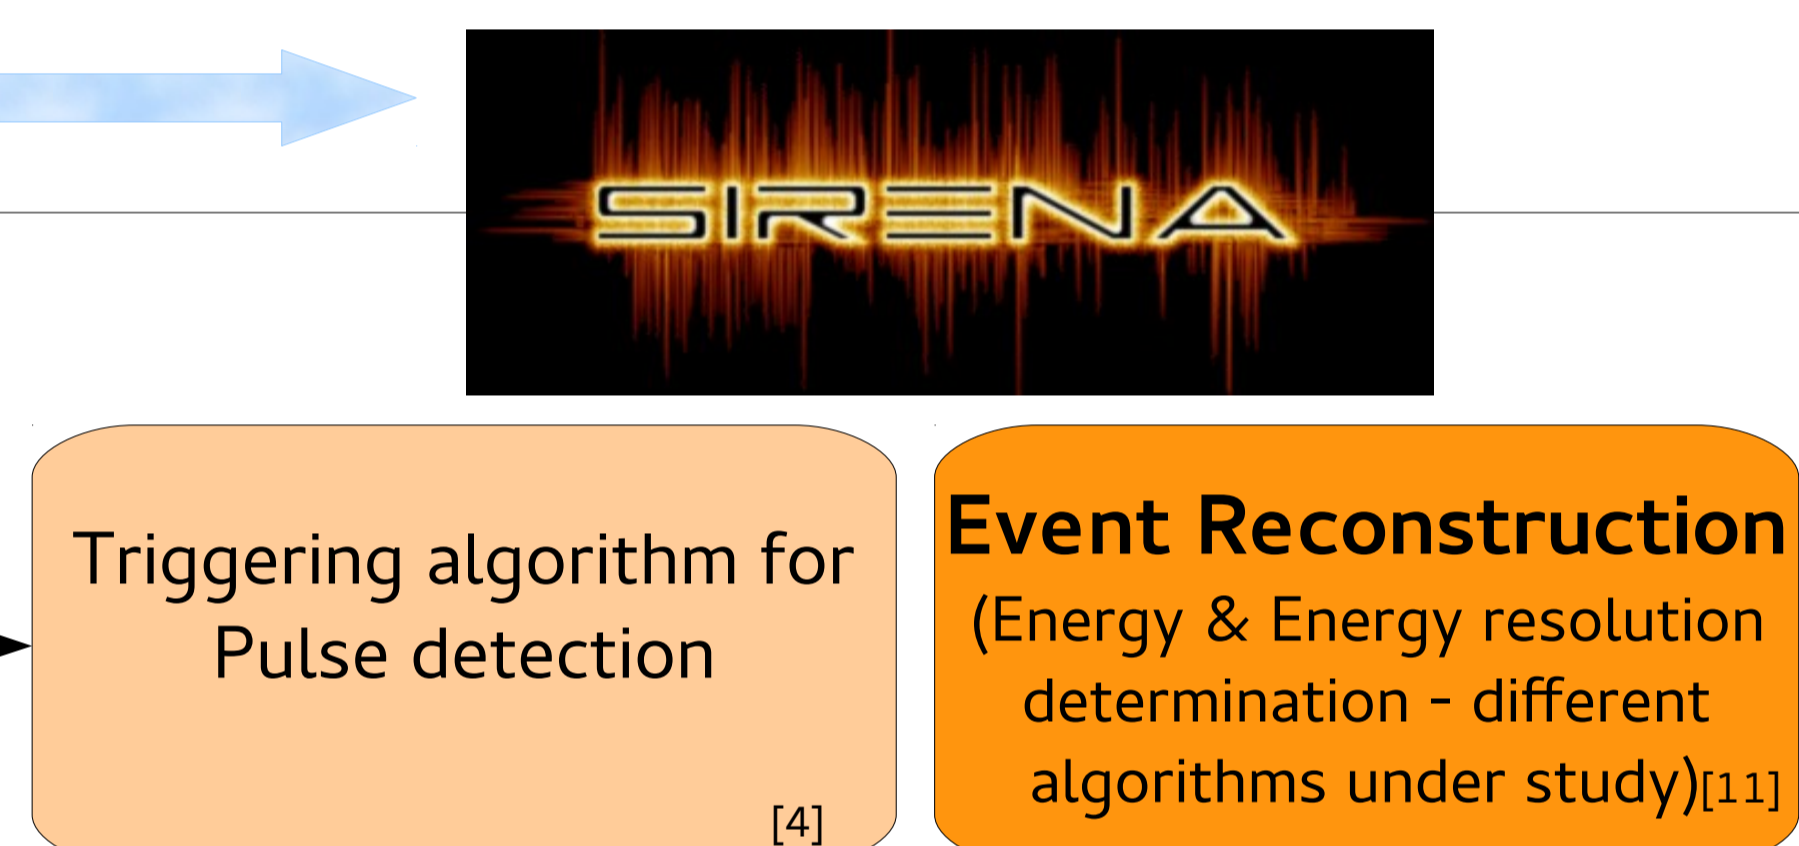 SIRENA
Triggering algorithm for
Pulse detection
[4]
Event Reconstruction
(Energy & Energy resolution
determination - different
algorithms under study)[11]